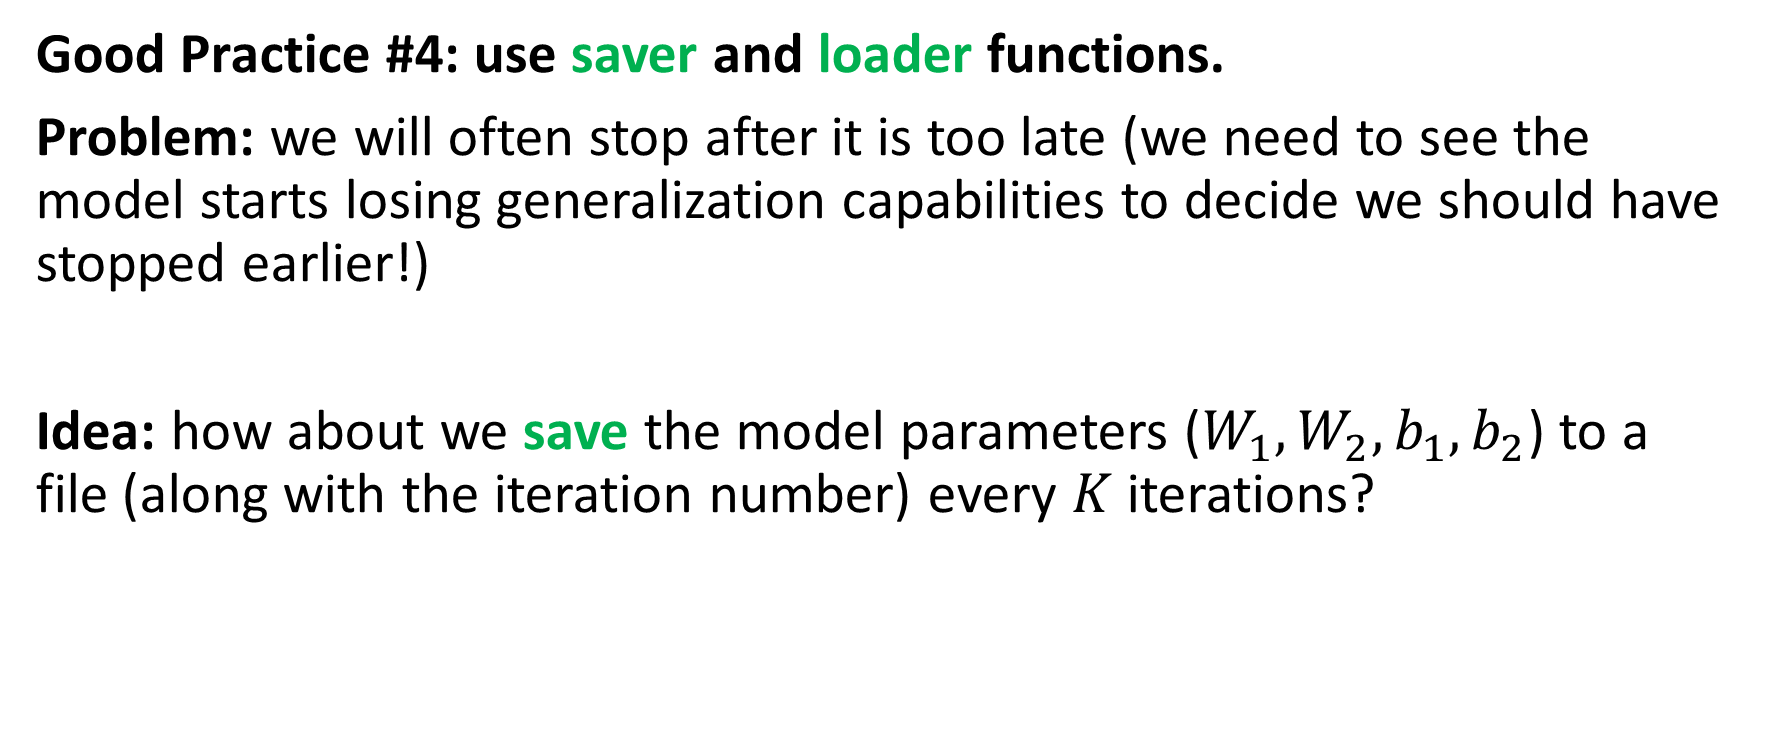 Good Practice #4: use saver and loader functions.
Problem: we will often stop after it is too late (we need to see the
model starts losing generalization capabilities to decide we should have
stopped earlier!)
Idea: how about we save the model parameters (𝑊₁, 𝑊₂, 𝑏₁, 𝑏₂) to a
file (along with the iteration number) every 𝐾 iterations?